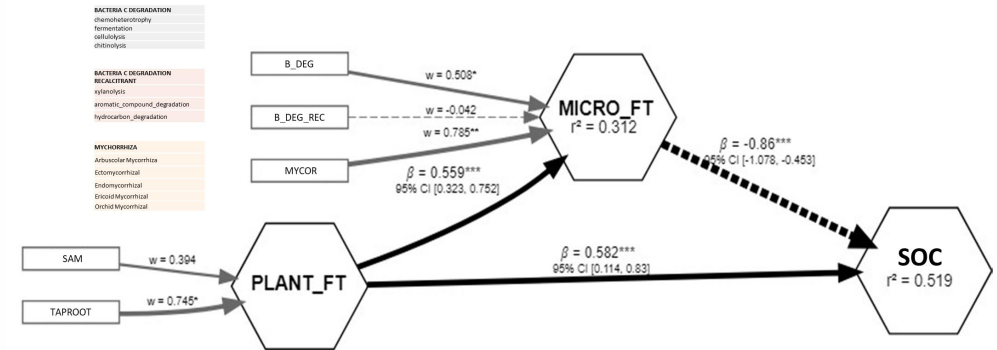 BACTERIA C DEGRADATION
chemoheterotrophy
fermentation
cellulolysis
chitinolysis
BACTERIA C DEGRADATION
RECALCITRANT
xylanolysis
aromatic_compound_degradation
hydrocarbon_degradation
MYCHORRHIZA
Arbuscolar Mycorrhiza
Ectomycorrhizal
Endomycorrhizal
Ericoid Mycorrhizal
Orchid Mycorrhizal
B_DEG
B_DEG_REC
MYCOR
w = 0.508*
w = -0.042
w = 0.785**
MICRO_FT
r² = 0.312
β = 0.559***
95% CI [0.323, 0.752]
β = -0.86***
95% CI [-1.078, -0.453]
SAM
TAPROOT
w = 0.394
w = 0.745*
PLANT_FT
β = 0.582***
95% CI [0.114, 0.83]
SOC
r² = 0.519